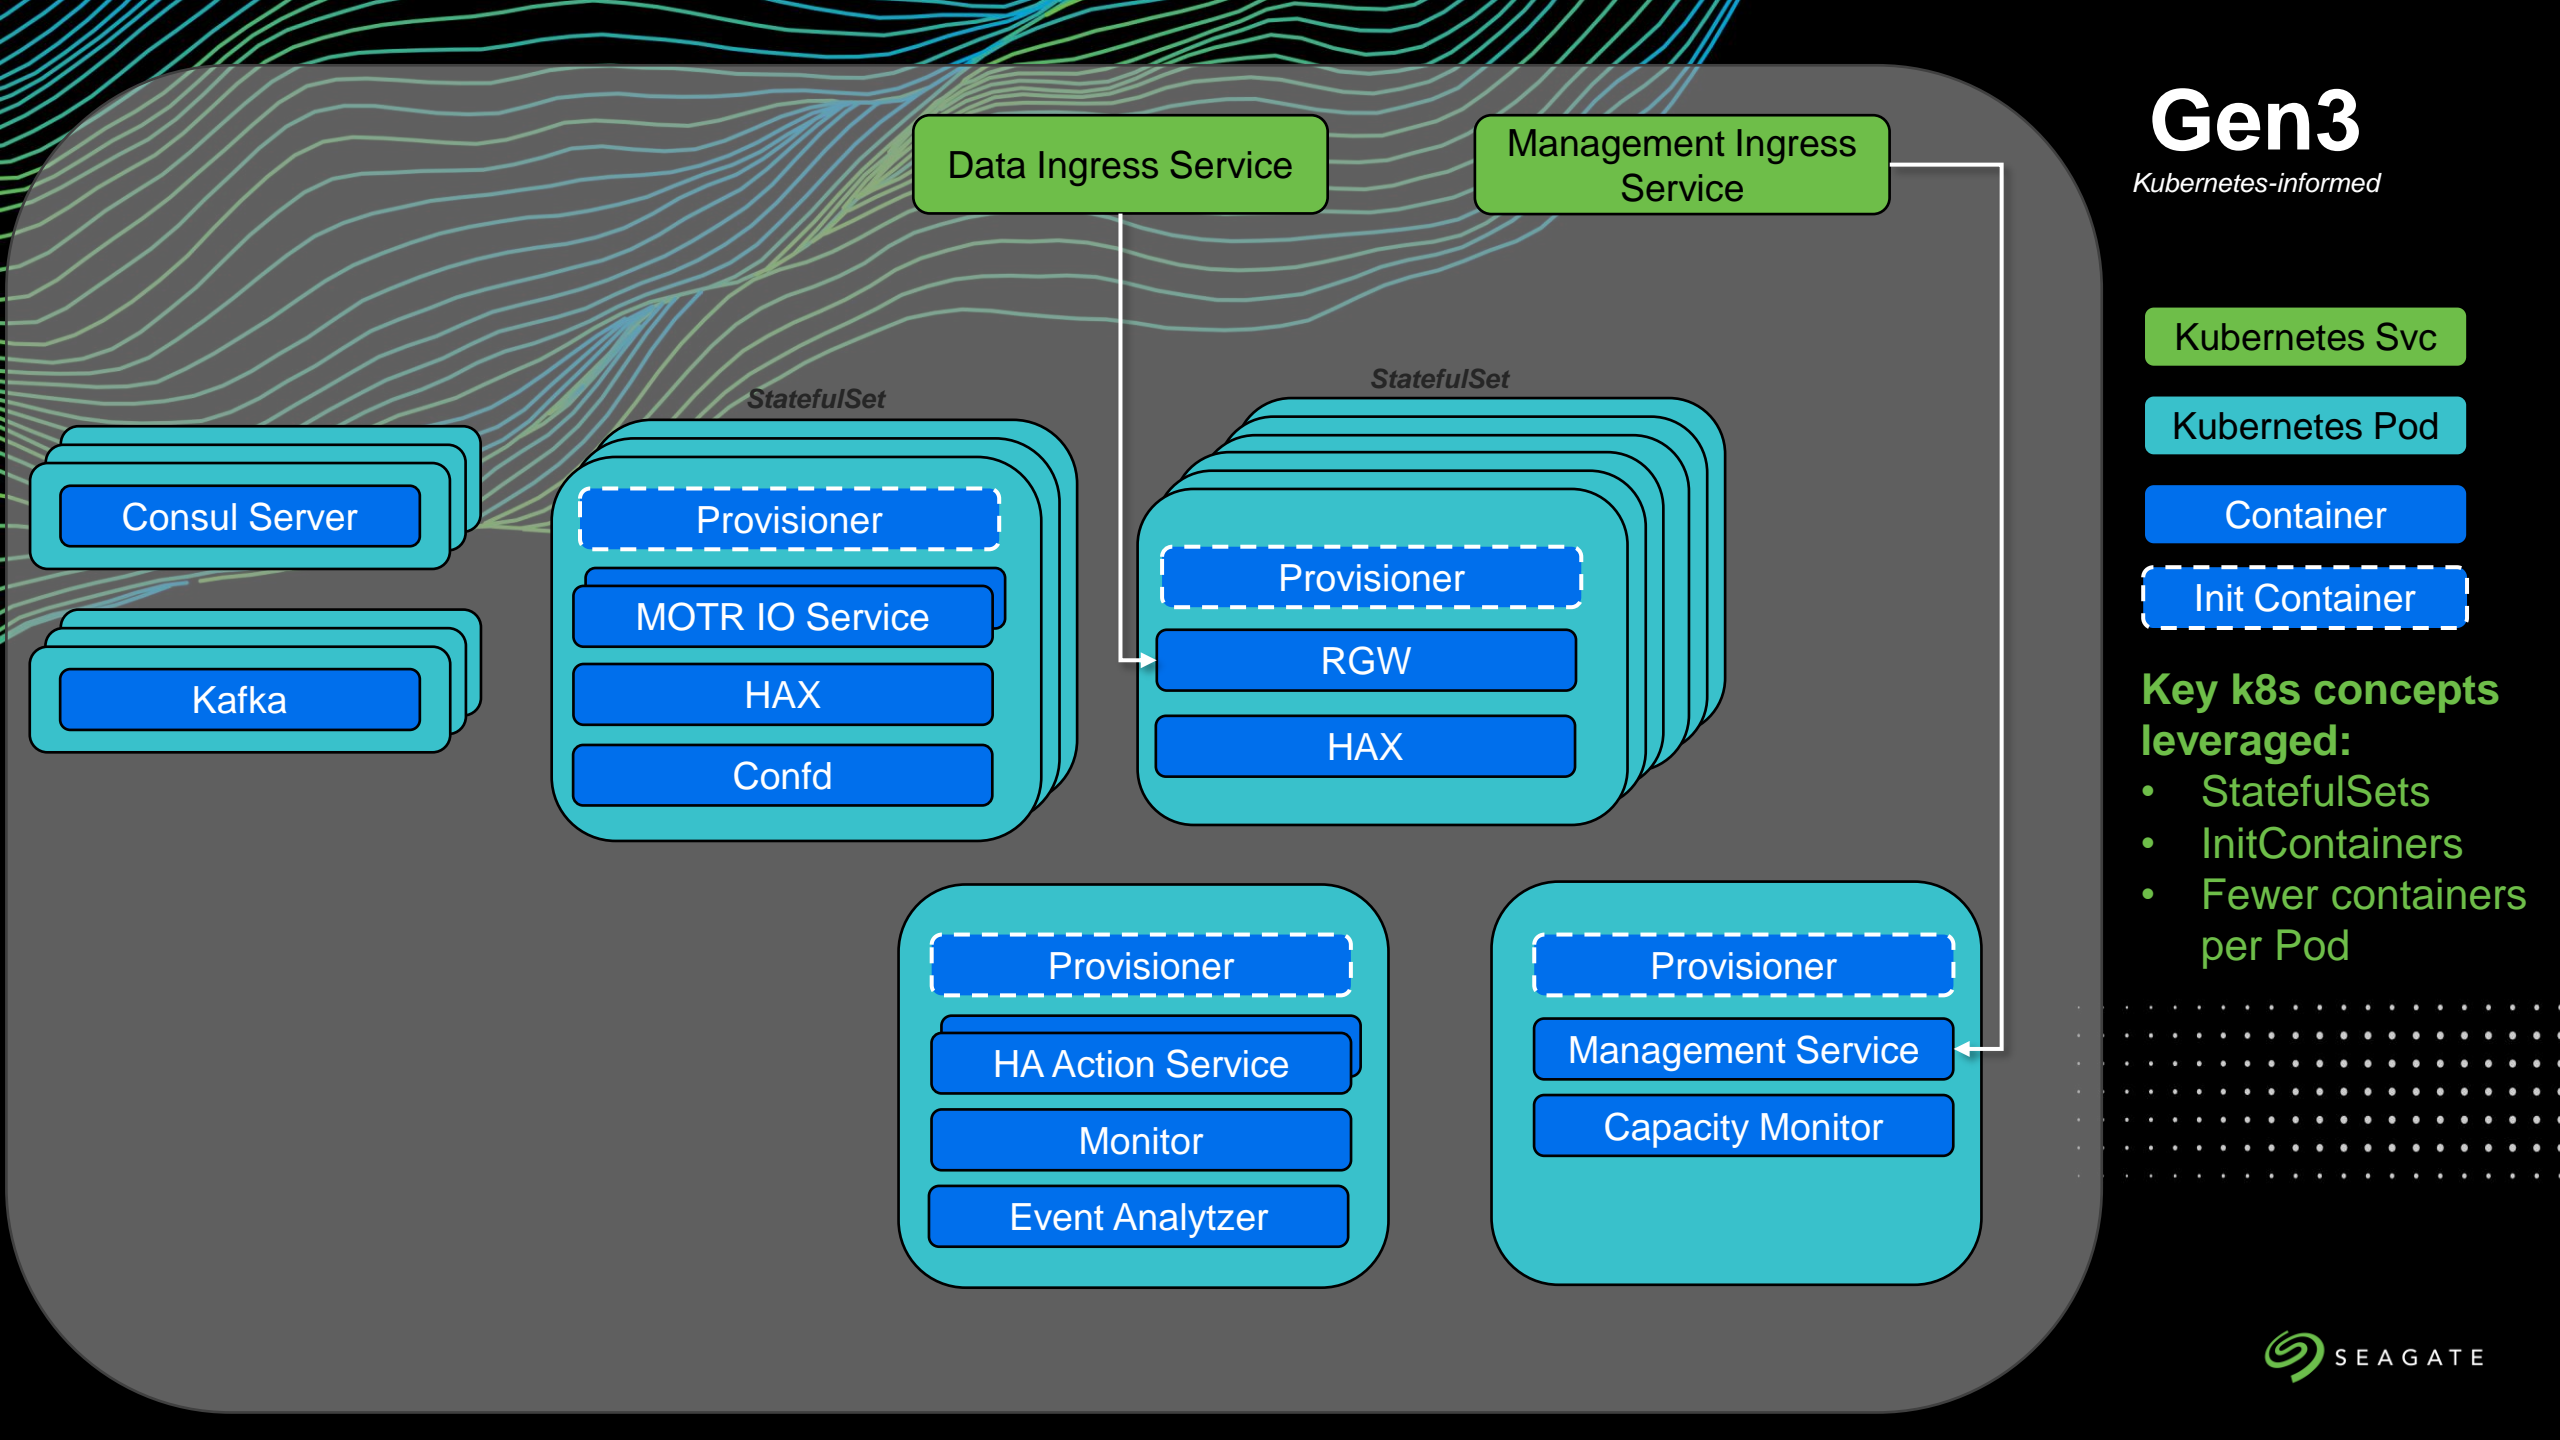 Gen3
Kubernetes-informed
Data Ingress Service
Management Ingress
Service
StatefulSet
StatefulSet
Consul Server
Kafka
Provisioner
MOTR IO Service
HAX
Confd
Provisioner
RGW
HAX
Provisioner
HA Action Service
Monitor
Event Analytzer
Provisioner
Management Service
Capacity Monitor
Kubernetes Svc
Kubernetes Pod
Container
Init Container
Key k8s concepts
leveraged:
• StatefulSets
• InitContainers
• Fewer containers
per Pod
SEAGATE